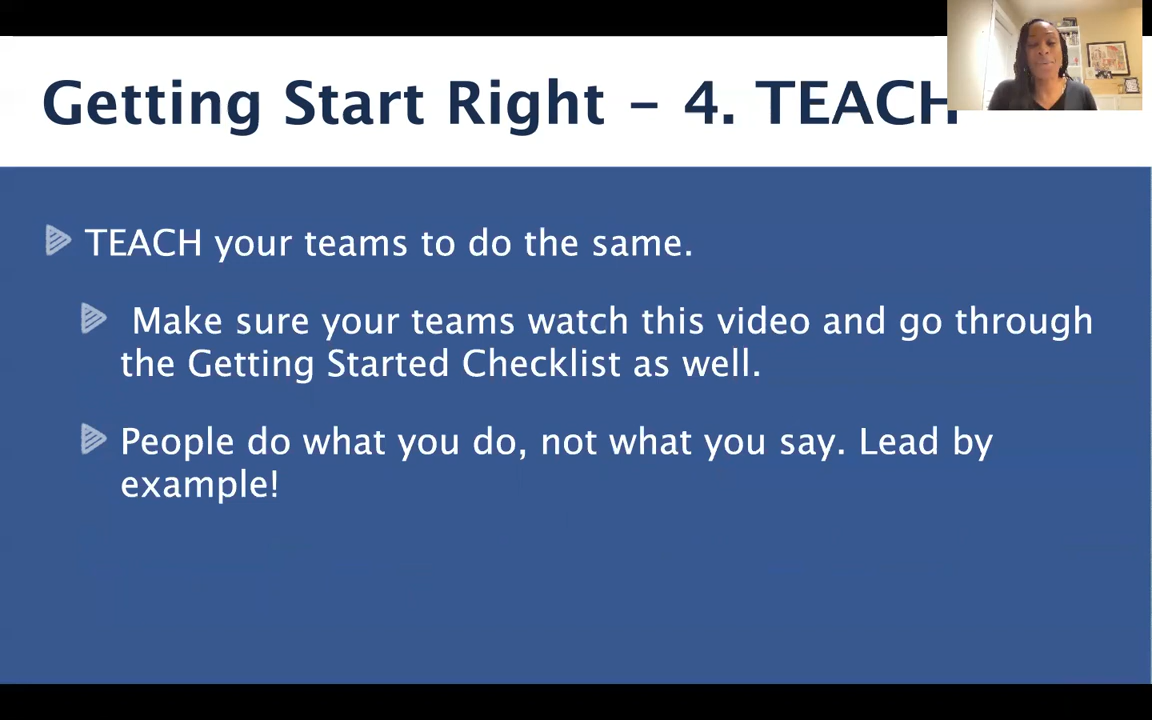 Getting Start Right – 4. TEACH
TEACH your teams to do the same.
Make sure your teams watch this video and go through
the Getting Started Checklist as well.
People do what you do, not what you say. Lead by
example!